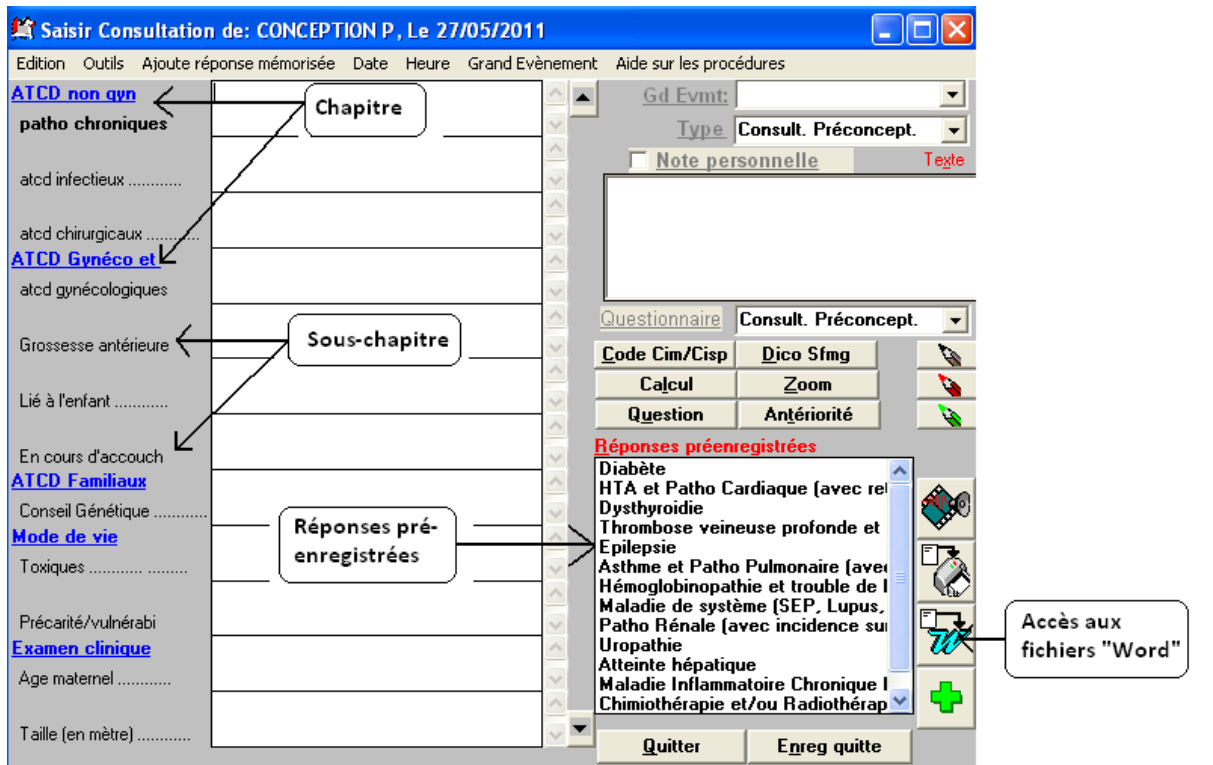 Saisir Consultation de: CONCEPTION P, Le 27/05/2011
Edition Outils Ajoute réponse mémorisée Date Heure Grand Evènement Aide sur les procédures
ATCD non gyn
patho chroniques
atcd infectieux ............
atcd chirurgicaux ............
ATCD Gynéco et
atcd gynécologiques
Grossesse antérieure
Lié à l'enfant ............
En cours d'accouch
ATCD Familiaux
Conseil Génétique ............
Mode de vie
Toxiques ............ .........
Précarité/vulnérabi
Examen clinique
Age maternel ............
Taille (en mètre) ............
Chapitre
Sous-chapitre
Réponses pré-
enregistrées
Gd Evmt:
Type Consult. Préconcept.
Note personnelle Texte
Questionnaire Consult. Préconcept.
Code Cim/Cisp Dico Sfmg
Calcul Zoom
Question Antériorité
Réponses préenregistrées
Diabète
HTA et Patho Cardiaque (avec re
Dysthyroidie
Thrombose veineuse profonde et
Epilepsie
Asthme et Patho Pulmonaire (ave
Hémoglobinopathie et trouble de l
Maladie de système (SEP, Lupus,
Patho Rénale (avec incidence su
Uropathie
Atteinte hépatique
Maladie Inflammatoire Chronique I
Chimiothérapie et/ou Radiothérap
Quitter Enreg quitte
Accès aux
fichiers "Word"